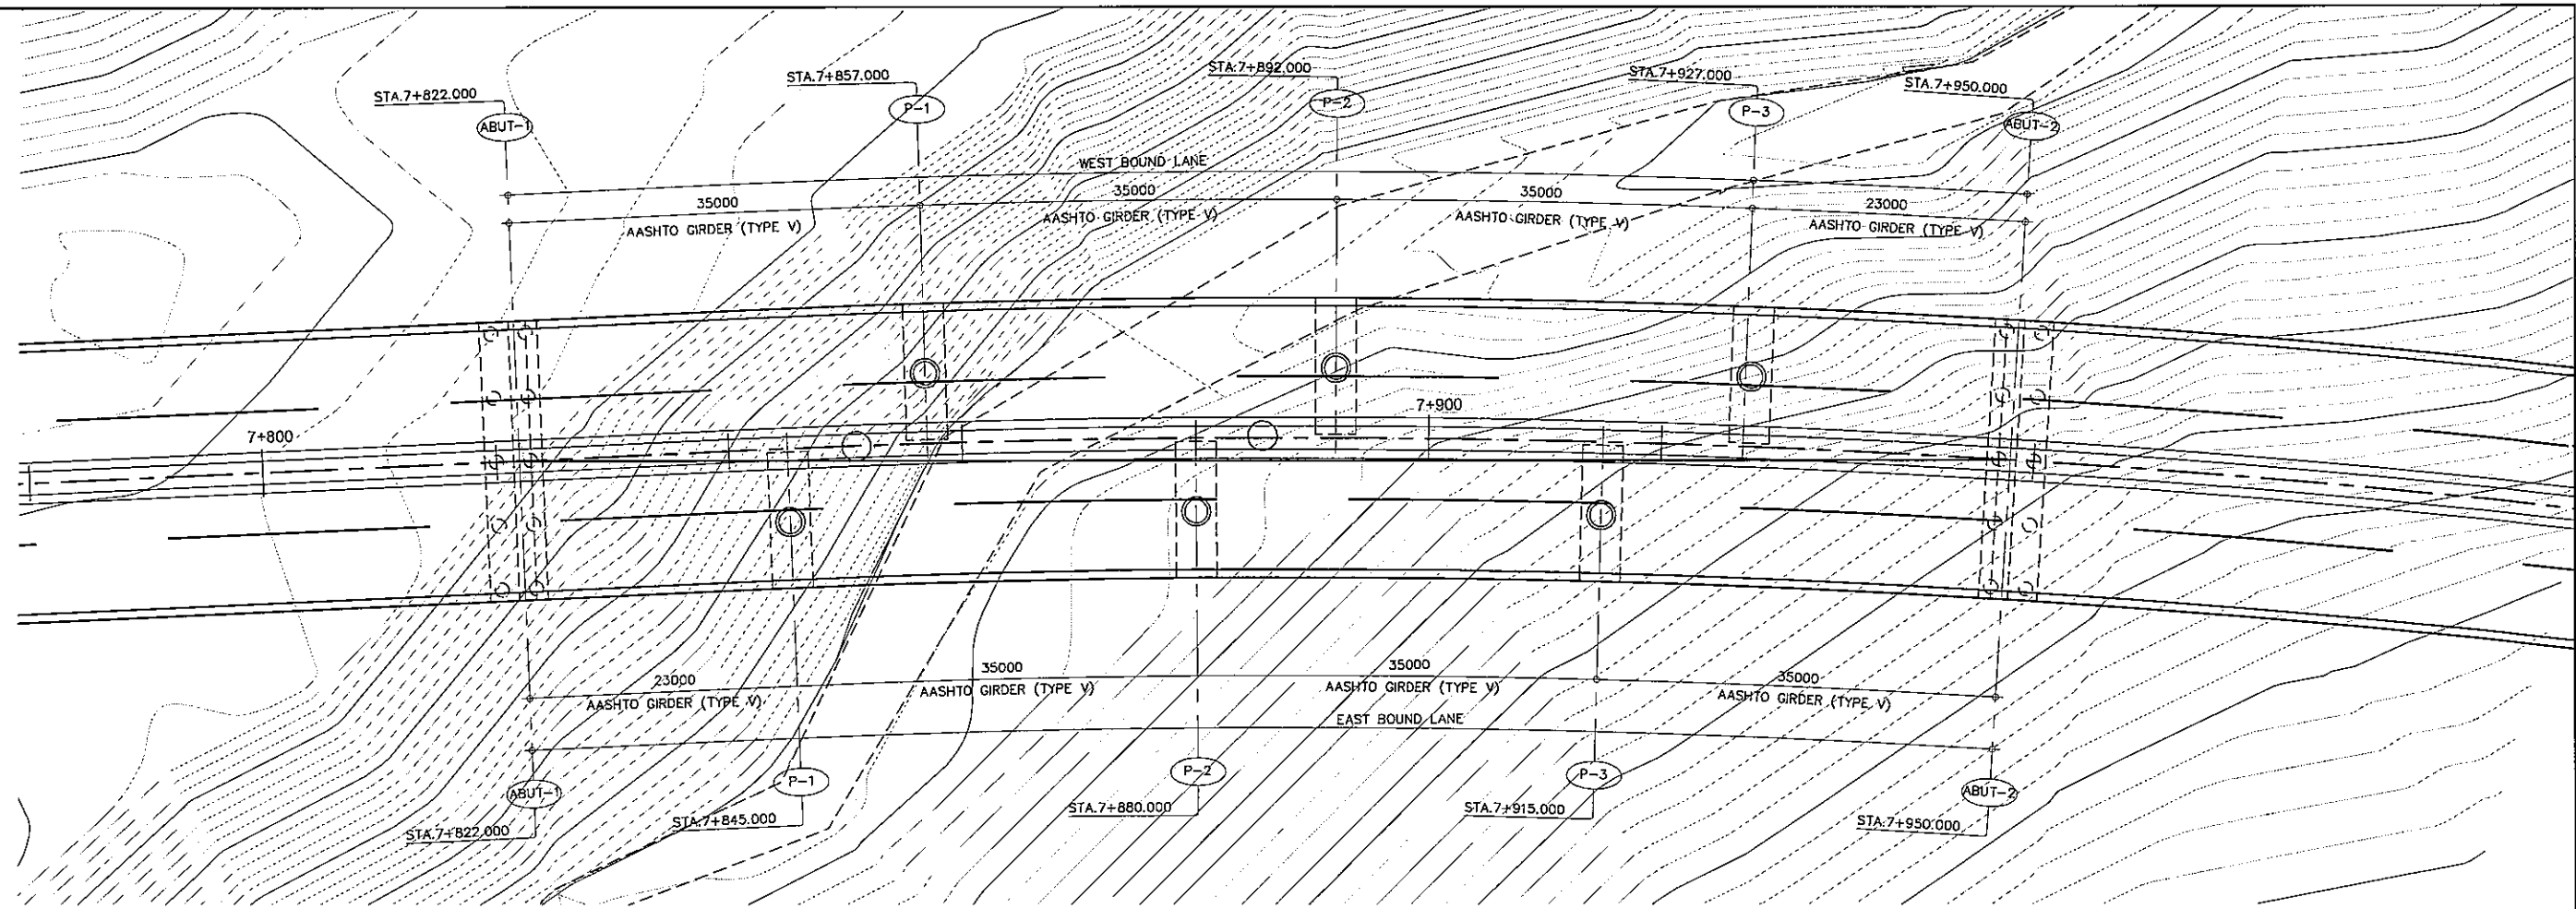 STA.7+822.000
ABUT-1
STA.7+857.000
P-1
STA.7+892.000
P-2
STA.7+927.000
P-3
STA.7+950.000
ABUT-2
WEST BOUND LANE
35000
AASHTO GIRDER (TYPE V)
35000
AASHTO GIRDER (TYPE V)
35000
AASHTO GIRDER (TYPE V)
23000
AASHTO GIRDER (TYPE V)
7+800
7+900
23000
AASHTO GIRDER (TYPE V)
35000
AASHTO GIRDER (TYPE V)
35000
AASHTO GIRDER (TYPE V)
35000
AASHTO GIRDER (TYPE V)
EAST BOUND LANE
ABUT-1
STA.7+822.000
P-1
STA.7+845.000
P-2
STA.7+880.000
P-3
STA.7+915.000
ABUT-2
STA.7+950.000